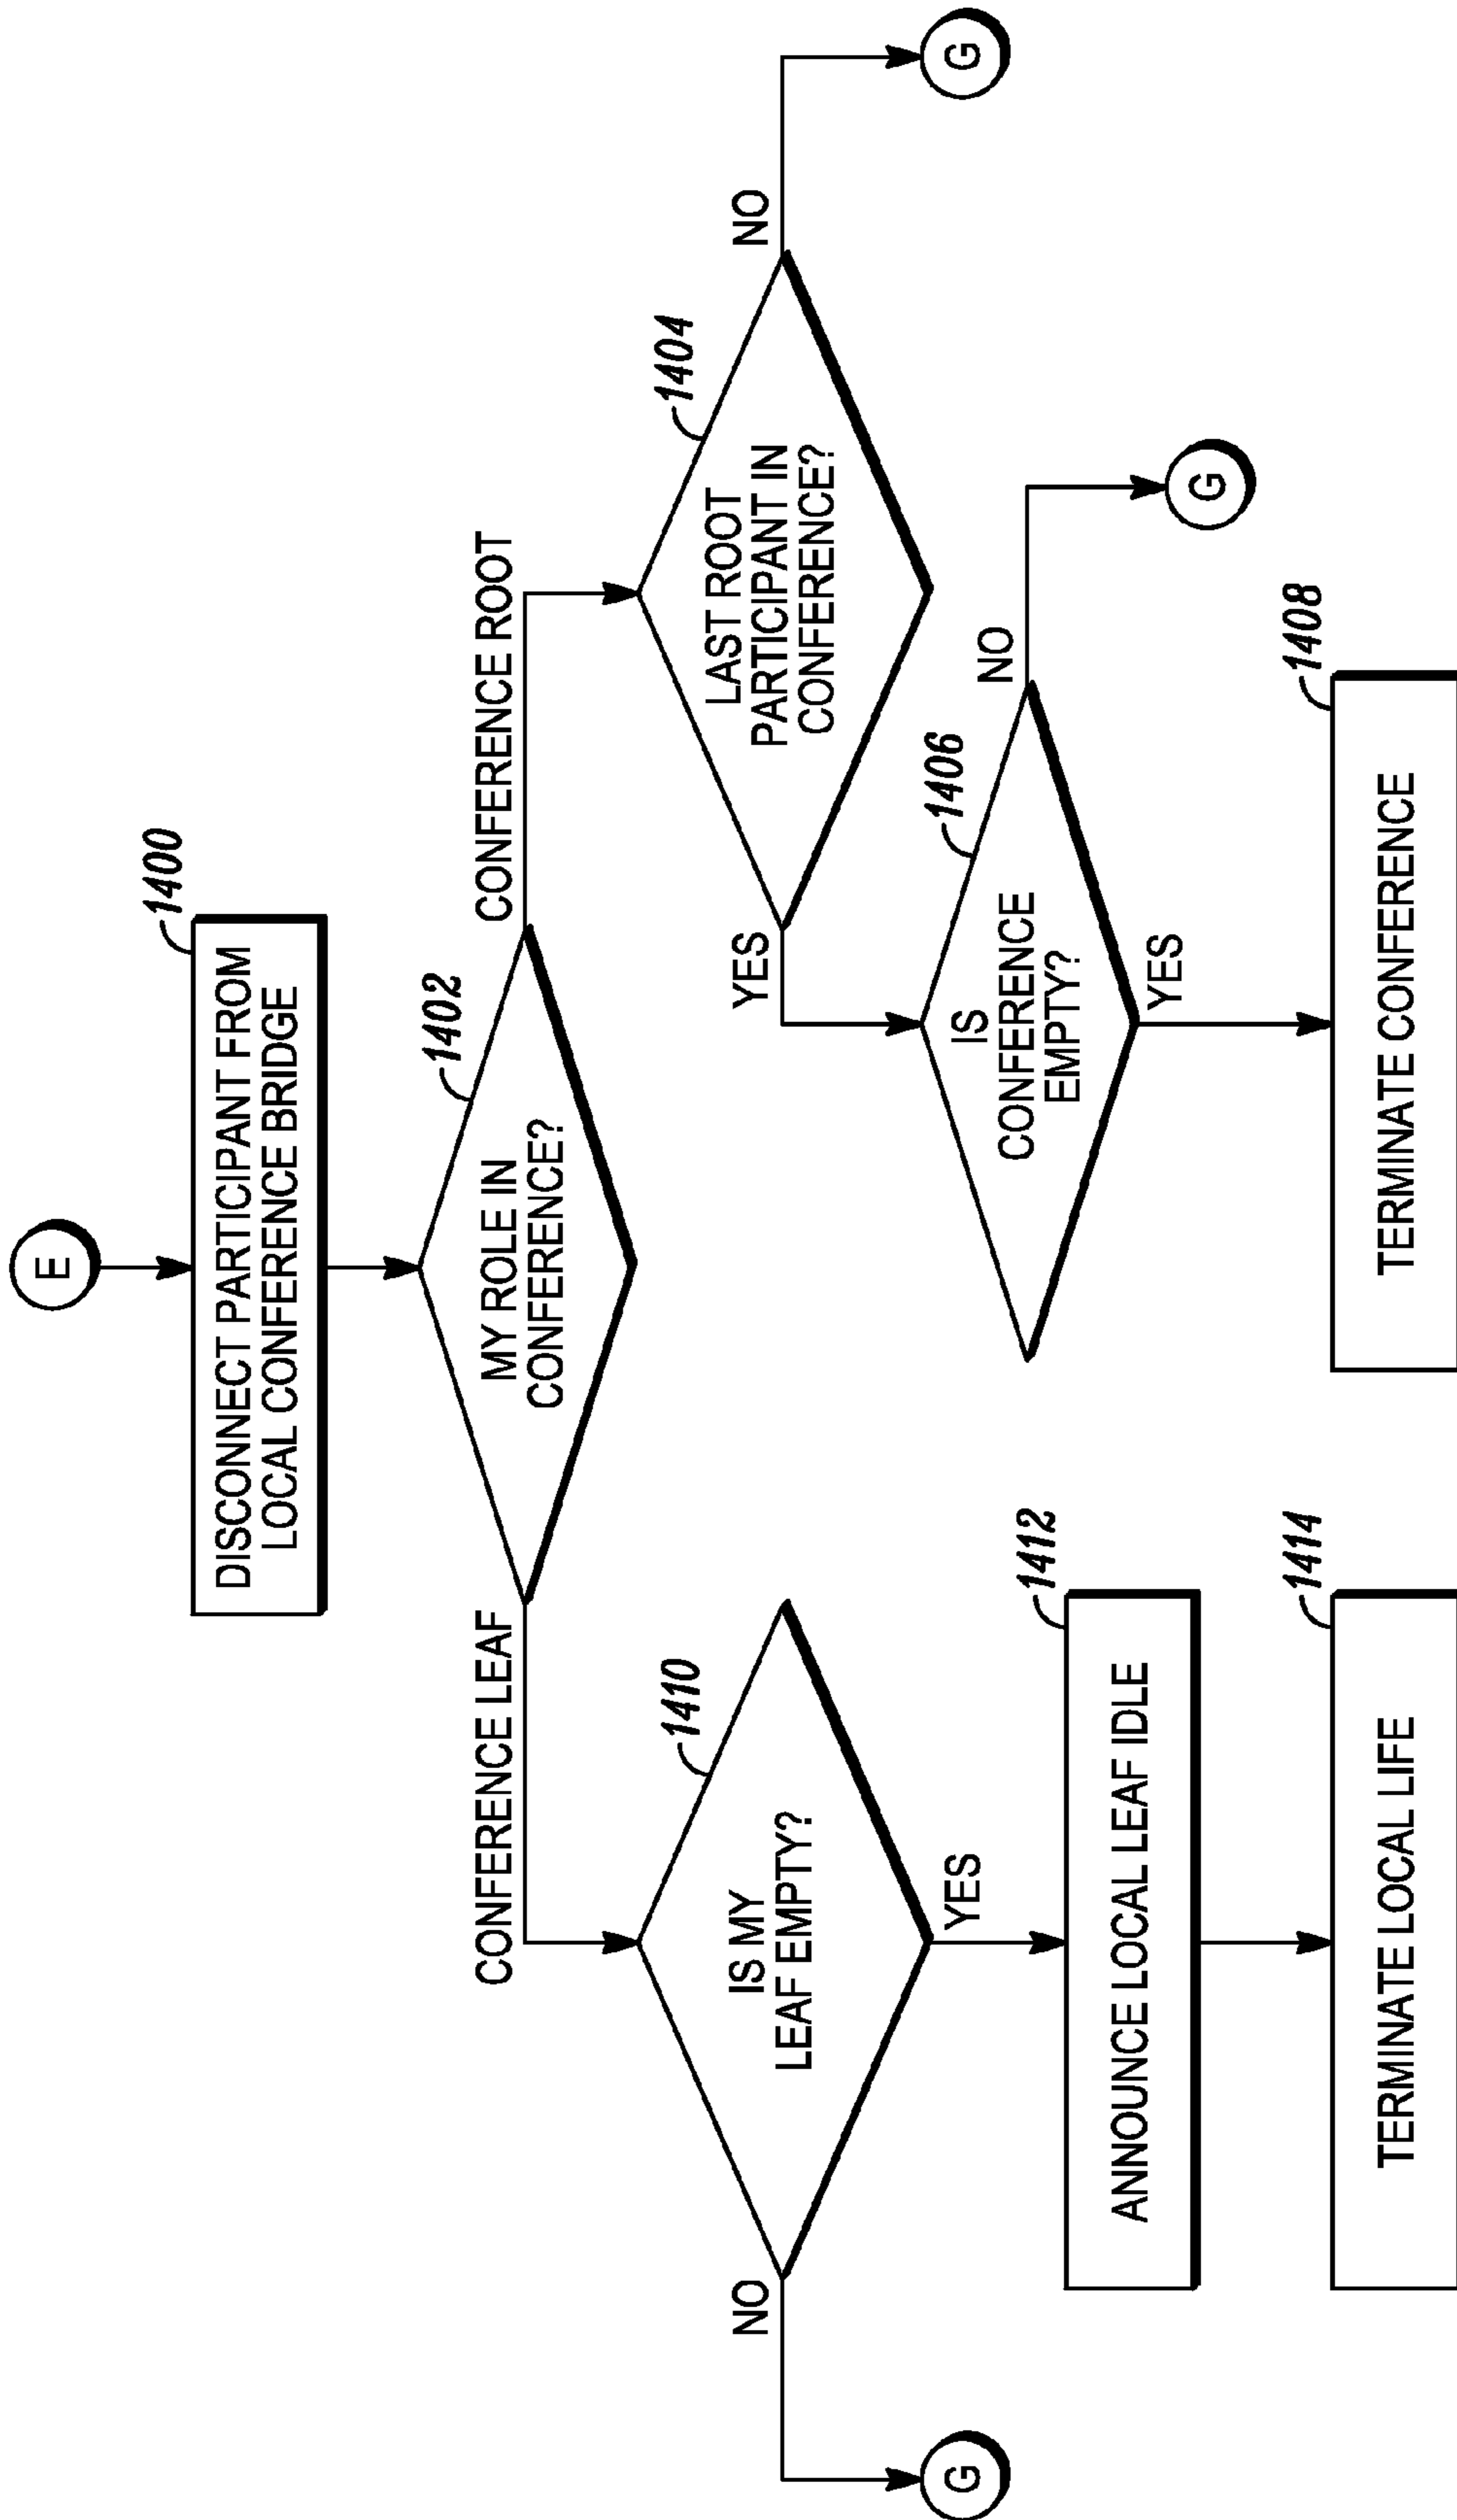 E
1400
DISCONNECT PARTICIPANT FROM
LOCAL CONFERENCE BRIDGE
1402
MY ROLE IN
CONFERENCE?
CONFERENCE LEAF
CONFERENCE ROOT
1410
IS MY
LEAF EMPTY?
NO
G
YES
1412
ANNOUNCE LOCAL LEAF IDLE
1414
TERMINATE LOCAL LIFE
1404
LAST ROOT
PARTICIPANT IN
CONFERENCE?
NO
G
YES
1406
IS
CONFERENCE
EMPTY?
NO
G
YES
1408
TERMINATE CONFERENCE